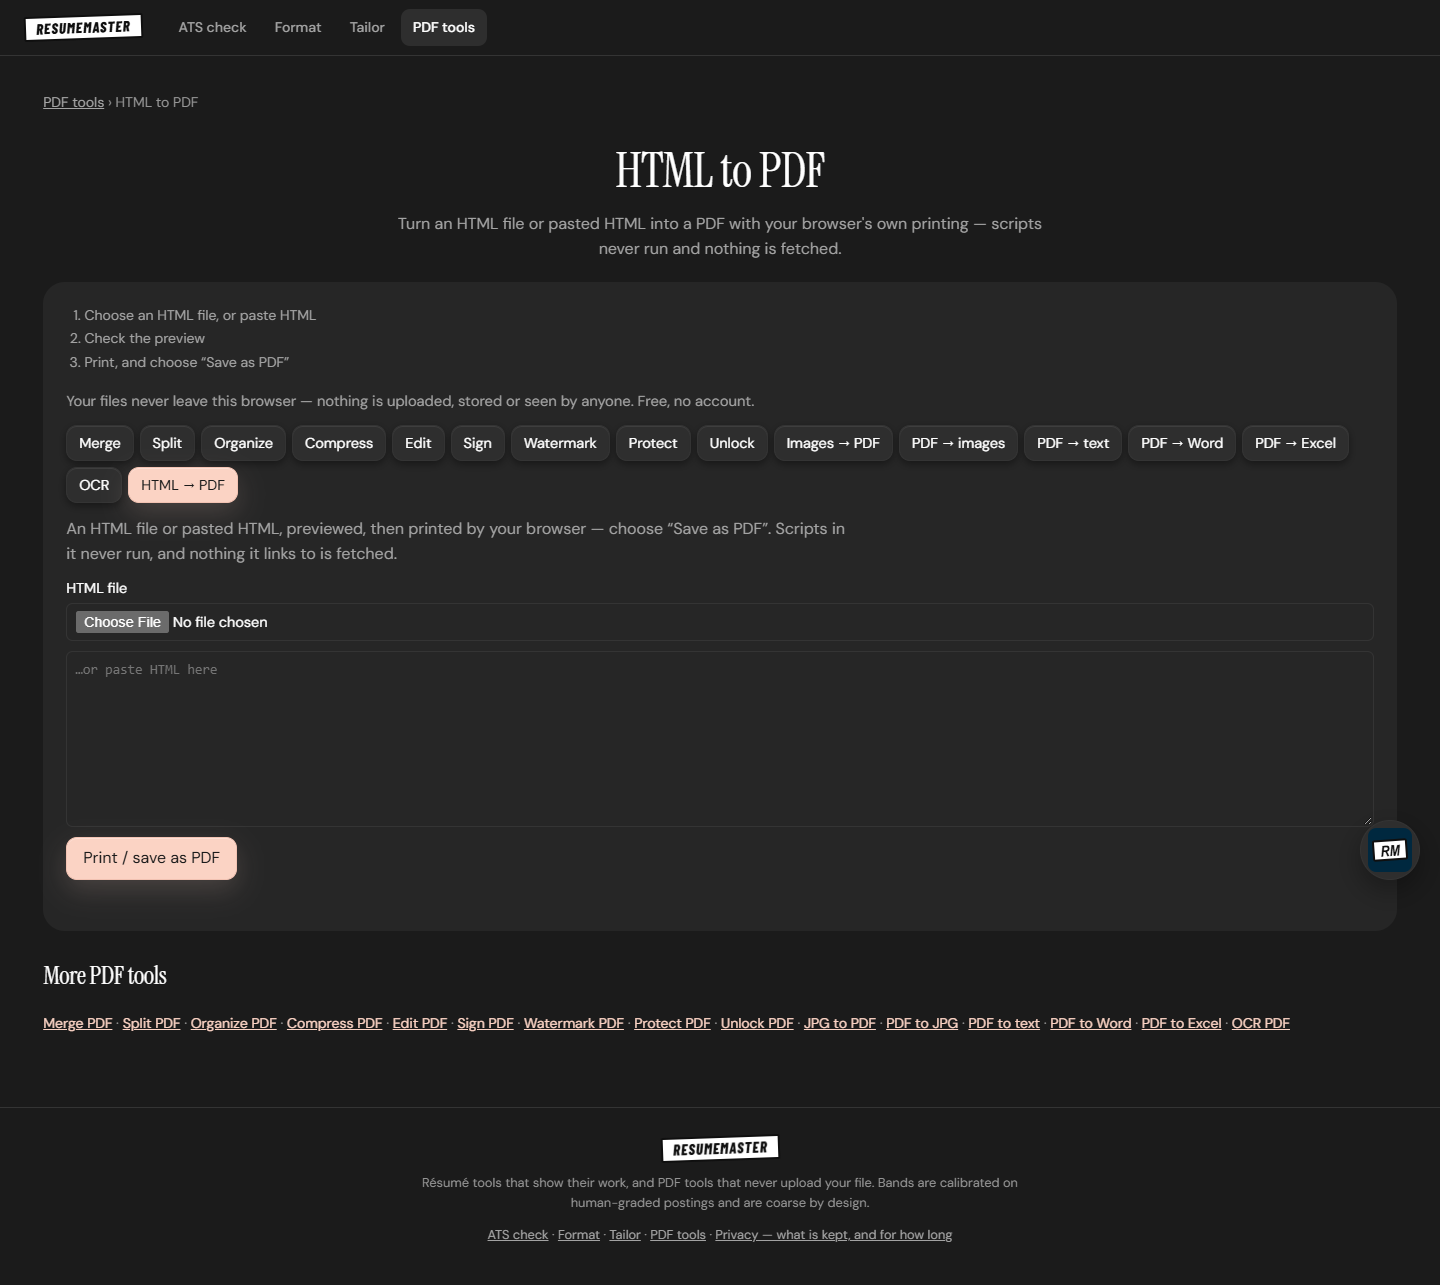 RESUMEMASTER
ATS check
Format
Tailor
PDF tools
PDF tools › HTML to PDF
HTML to PDF
Turn an HTML file or pasted HTML into a PDF with your browser's own printing — scripts
never run and nothing is fetched.
1. Choose an HTML file, or paste HTML
2. Check the preview
3. Print, and choose “Save as PDF”
Your files never leave this browser — nothing is uploaded, stored or seen by anyone. Free, no account.
Merge
Split
Organize
Compress
Edit
Sign
Watermark
Protect
Unlock
Images → PDF
PDF → images
PDF → text
PDF → Word
PDF → Excel
OCR
HTML → PDF
An HTML file or pasted HTML, previewed, then printed by your browser — choose “Save as PDF”. Scripts in
it never run, and nothing it links to is fetched.
HTML file
Choose File No file chosen
…or paste HTML here
Print / save as PDF
RM
More PDF tools
Merge PDF · Split PDF · Organize PDF · Compress PDF · Edit PDF · Sign PDF · Watermark PDF · Protect PDF · Unlock PDF · JPG to PDF · PDF to JPG · PDF to text · PDF to Word · PDF to Excel · OCR PDF
RESUMEMASTER
Résumé tools that show their work, and PDF tools that never upload your file. Bands are calibrated on
human-graded postings and are coarse by design.
ATS check · Format · Tailor · PDF tools · Privacy — what is kept, and for how long